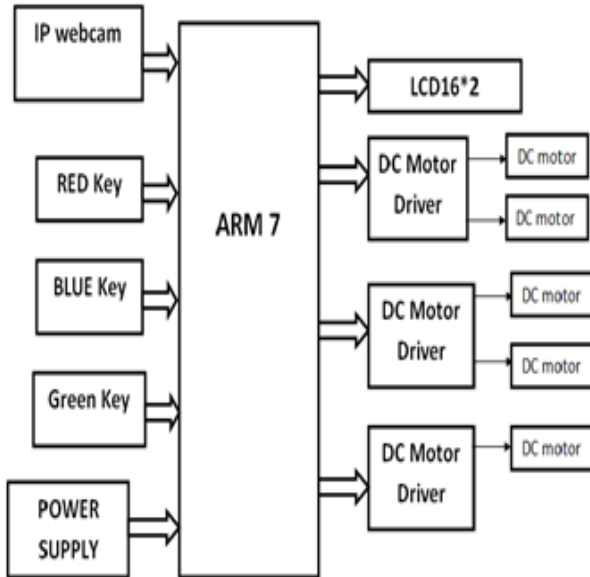 IP webcam
RED Key
BLUE Key
Green Key
POWER
SUPPLY
ARM 7
LCD16*2
DC Motor
Driver
DC motor
DC motor
DC Motor
Driver
DC motor
DC motor
DC Motor
Driver
DC motor